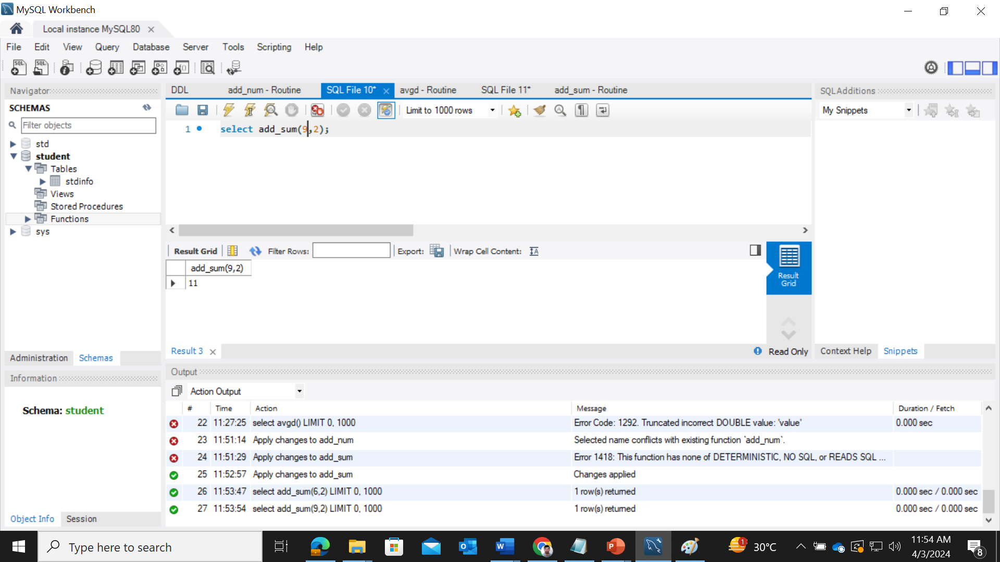 MySQL Workbench
Local instance MySQL80
File Edit View Query Database Server Tools Scripting Help
Navigator
SCHEMAS
Filter objects
std
student
Tables
stdinfo
Views
Stored Procedures
Functions
sys
Administration Schemas
Information
Schema: student
Object Info Session
DDL add_num - Routine SQL File 10* avgd - Routine SQL File 11* add_sum - Routine
Limit to 1000 rows
1 select add_sum(9,2);
Result Grid Filter Rows: Export: Wrap Cell Content:
add_sum(9,2)
11
Result Grid
Result 3 Read Only
SQLAdditions
My Snippets
Context Help Snippets
Output
Action Output
# Time Action Message Duration / Fetch
22 11:27:25 select avgd() LIMIT 0, 1000 Error Code: 1292. Truncated incorrect DOUBLE value: 'value' 0.000 sec
23 11:51:14 Apply changes to add_num Selected name conflicts with existing function `add_num`.
24 11:51:29 Apply changes to add_sum Error 1418: This function has none of DETERMINISTIC, NO SQL, or READS SQL ...
25 11:52:57 Apply changes to add_sum Changes applied
26 11:53:47 select add_sum(6,2) LIMIT 0, 1000 1 row(s) returned 0.000 sec / 0.000 sec
27 11:53:54 select add_sum(9,2) LIMIT 0, 1000 1 row(s) returned 0.000 sec / 0.000 sec
Type here to search
1 30°C
11:54 AM
4/3/2024
8